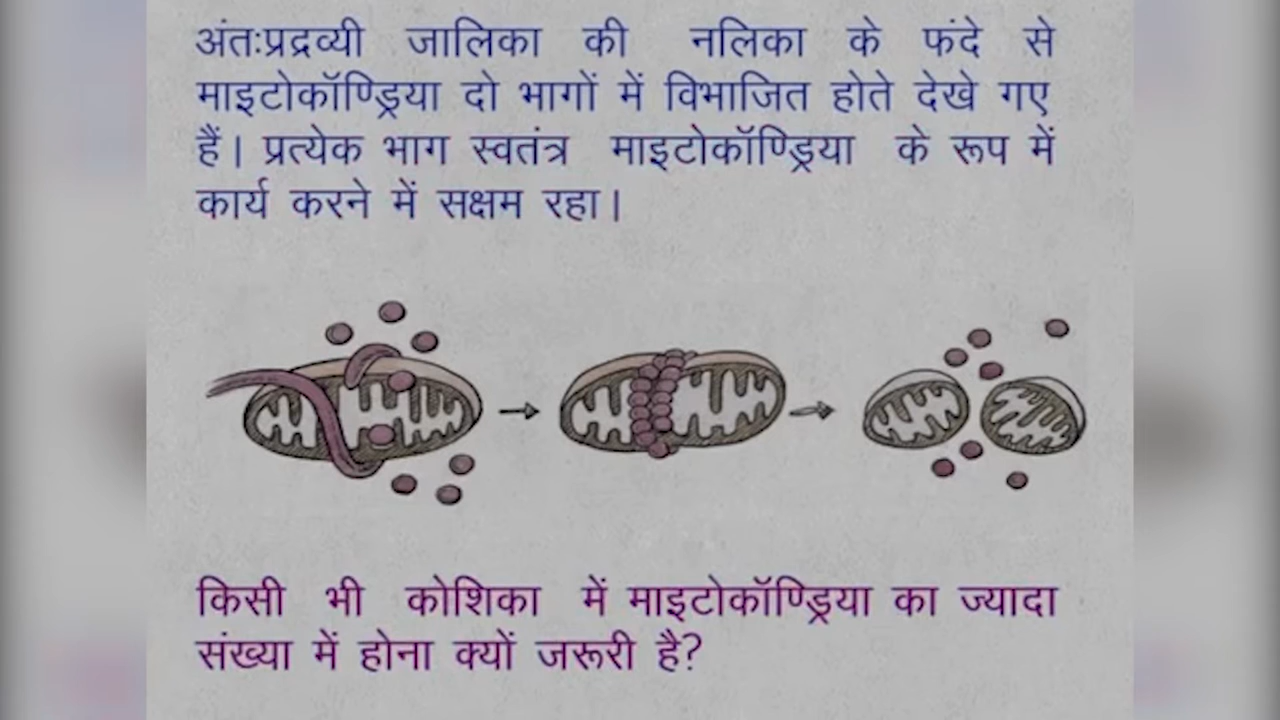 अंतःप्रद्रव्यी जालिका की नलिका के फंदे से
माइटोकॉण्ड्रिया दो भागों में विभाजित होते देखे गए
हैं। प्रत्येक भाग स्वतंत्र माइटोकॉण्ड्रिया के रूप में
कार्य करने में सक्षम रहा।
किसी भी कोशिका में माइटोकॉण्ड्रिया का ज्यादा
संख्या में होना क्यों जरूरी है?